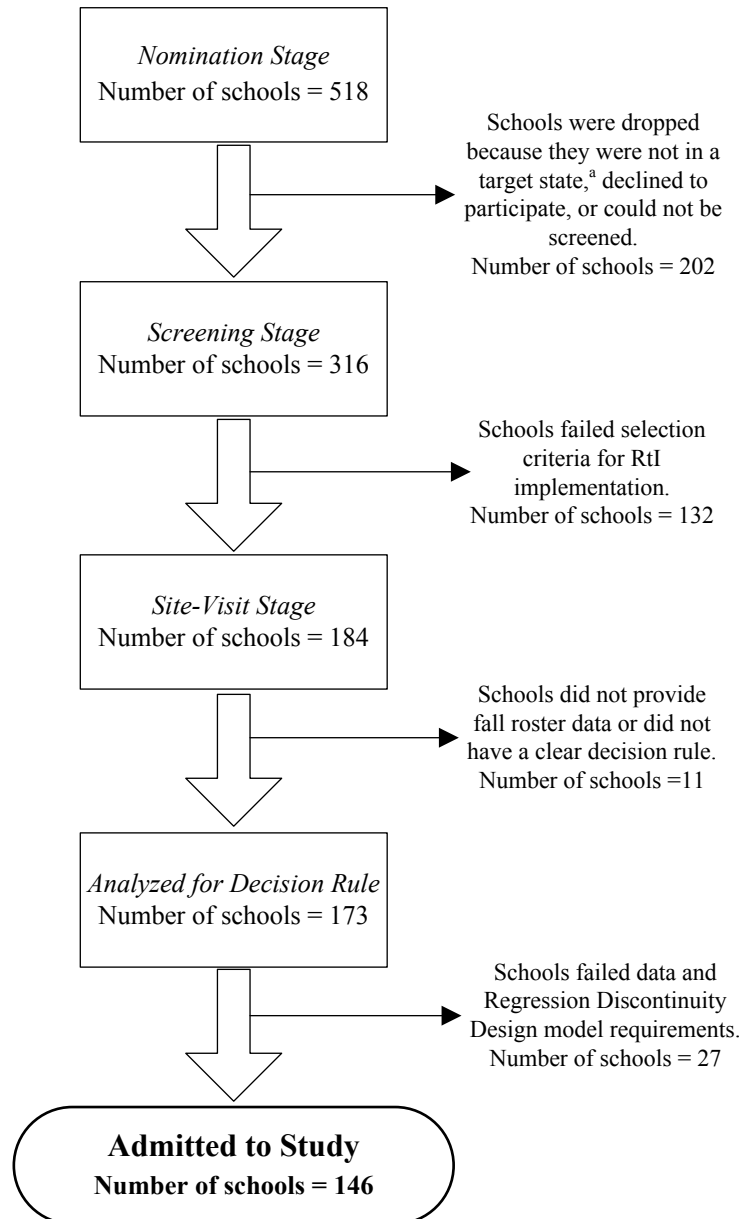 Nomination Stage
Number of schools = 518
Schools were dropped
because they were not in a
target state,ᵃ declined to
participate, or could not be
screened.
Number of schools = 202
Screening Stage
Number of schools = 316
Schools failed selection
criteria for RtI
implementation.
Number of schools = 132
Site-Visit Stage
Number of schools = 184
Schools did not provide
fall roster data or did not
have a clear decision rule.
Number of schools =11
Analyzed for Decision Rule
Number of schools = 173
Schools failed data and
Regression Discontinuity
Design model requirements.
Number of schools = 27
Admitted to Study
Number of schools = 146